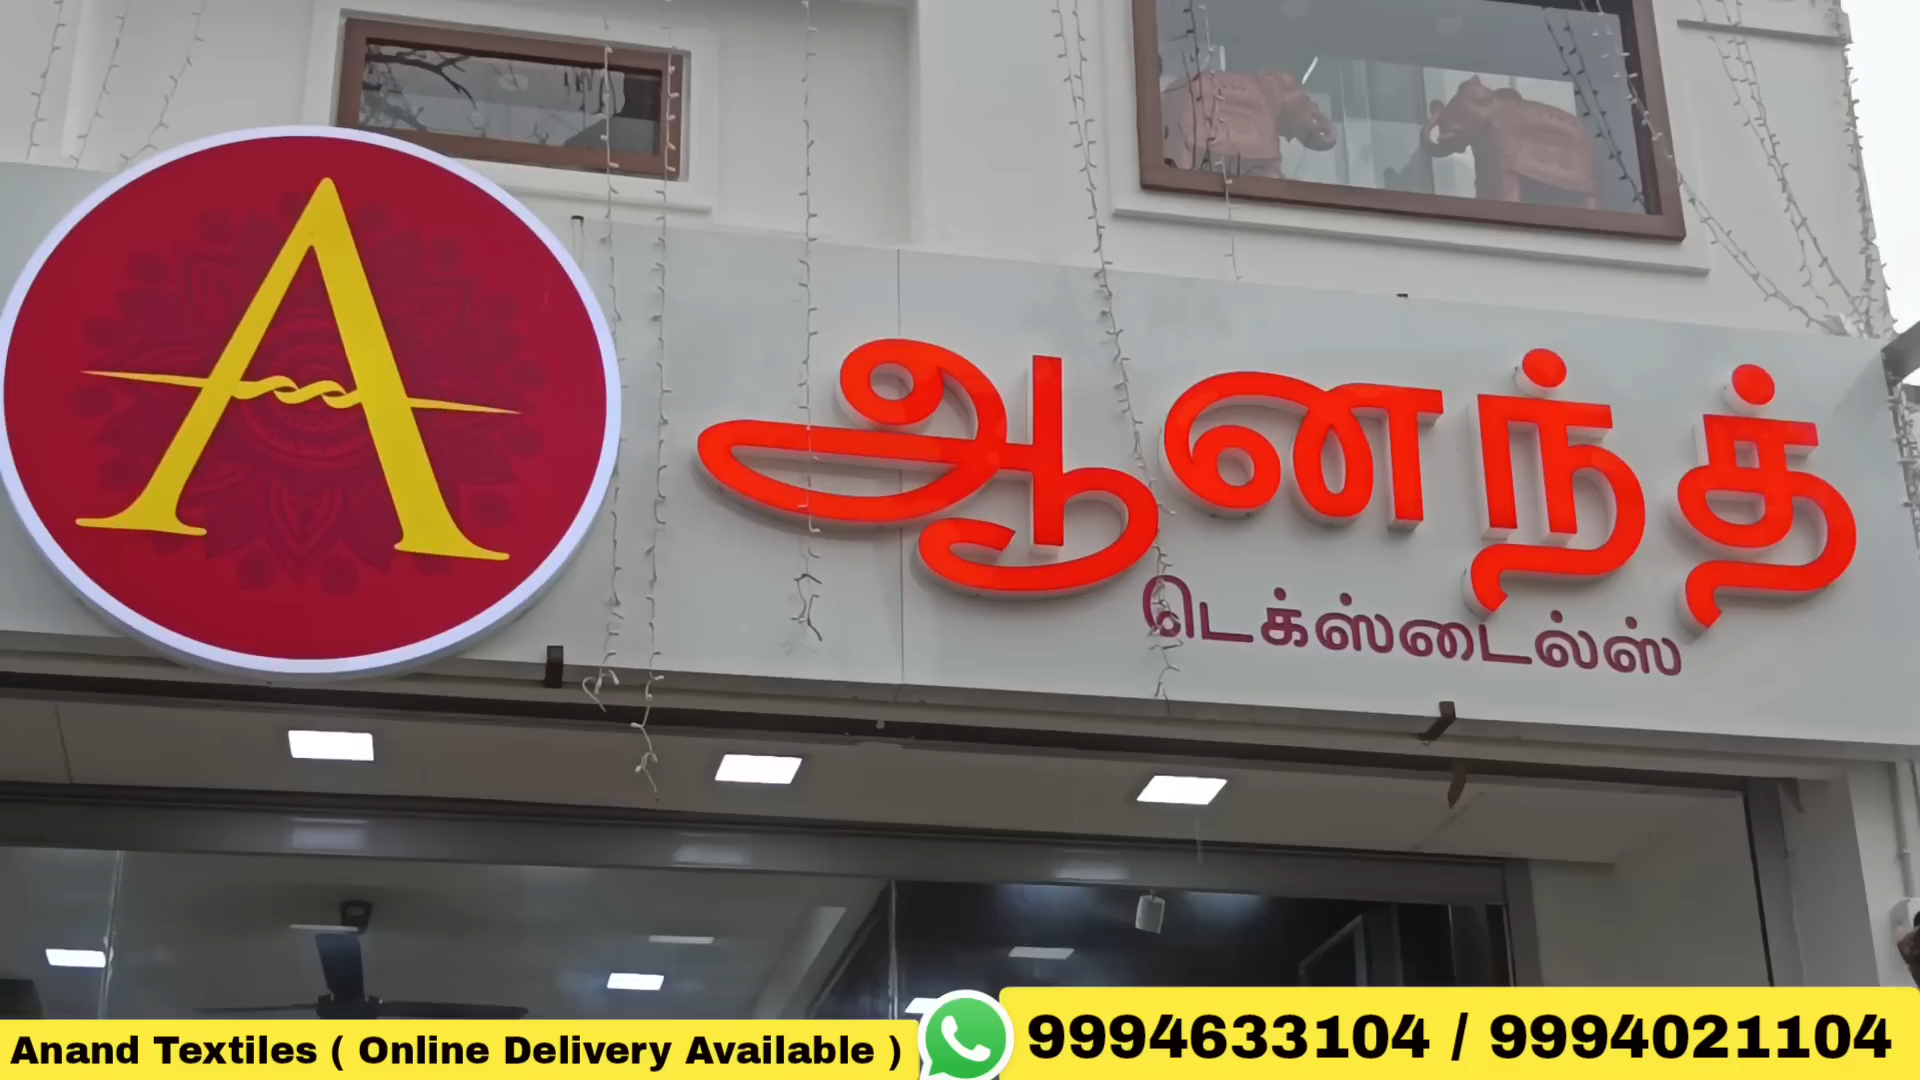 A
ஆனந்த்
டெக்ஸ்டைல்ஸ்
Anand Textiles ( Online Delivery Available )
9994633104 / 9994021104